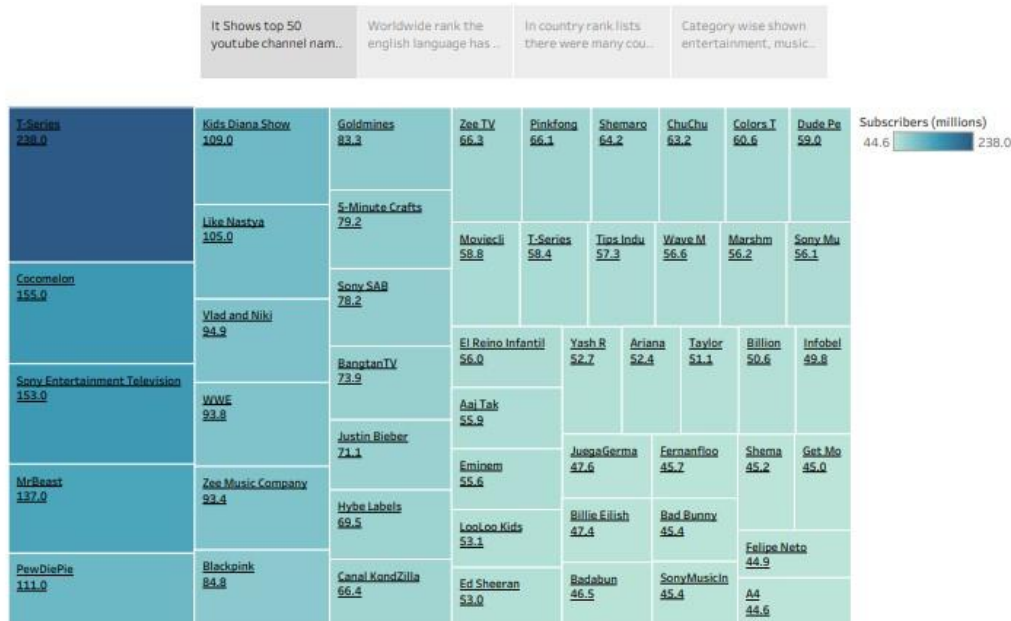 It Shows top 50
youtube channel nam..
Worldwide rank the
english language has ..
In country rank lists
there were many cou..
Category wise shown
entertainment, music..
T-Series
238.0
Cocomelon
155.0
Sony Entertainment Television
153.0
MrBeast
137.0
PewDiePie
111.0
Kids Diana Show
109.0
Like Nastya
105.0
Vlad and Niki
94.9
WWE
93.8
Zee Music Company
93.4
Blackpink
84.8
Goldmines
83.3
5-Minute Crafts
79.2
Sony SAB
78.2
BangtanTV
73.9
Justin Bieber
71.1
Hybe Labels
69.5
Canal KondZilla
66.4
Zee TV
66.3
Pinkfong
66.1
Shemaro
64.2
ChuChu
63.2
Colors T
60.6
Dude Pe
59.0
Moviecli
58.8
T-Series
58.4
Tips Indu
57.3
Wave M
56.6
Marshm
56.2
Sony Mu
56.1
El Reino Infantil
56.0
Aaj Tak
55.9
Eminem
55.6
LooLoo Kids
53.1
Ed Sheeran
53.0
Yash R
52.7
Ariana
52.4
Taylor
51.1
Billion
50.6
Infobel
49.8
JuegaGerma
47.6
Billie Eilish
47.4
Badabun
46.5
Fernanfloo
45.7
Bad Bunny
45.4
SonyMusicIn
45.4
Shema
45.2
Get Mo
45.0
Felipe Neto
44.9
A4
44.6
Subscribers (millions)
44.6 238.0